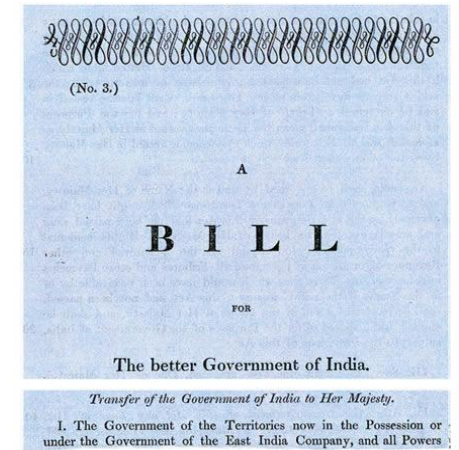 (No. 3.)
A
BILL
FOR
The better Government of India.
Transfer of the Government of India to Her Majesty.
I. The Government of the Territories now in the Possession or
under the Government of the East India Company, and all Powers